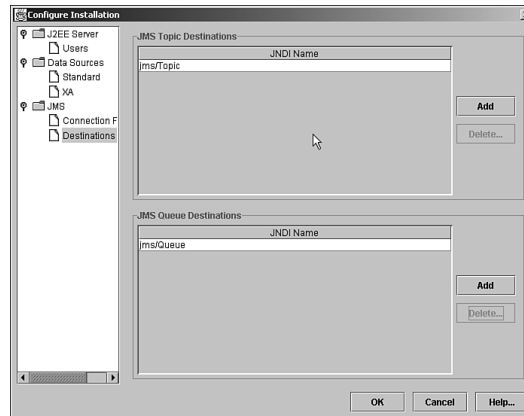 Configure Installation
J2EE Server
Users
Data Sources
Standard
XA
JMS
Connection F
Destinations
JMS Topic Destinations
JNDI Name
jms/Topic
Add
Delete...
JMS Queue Destinations
JNDI Name
jms/Queue
Add
Delete...
OK
Cancel
Help...